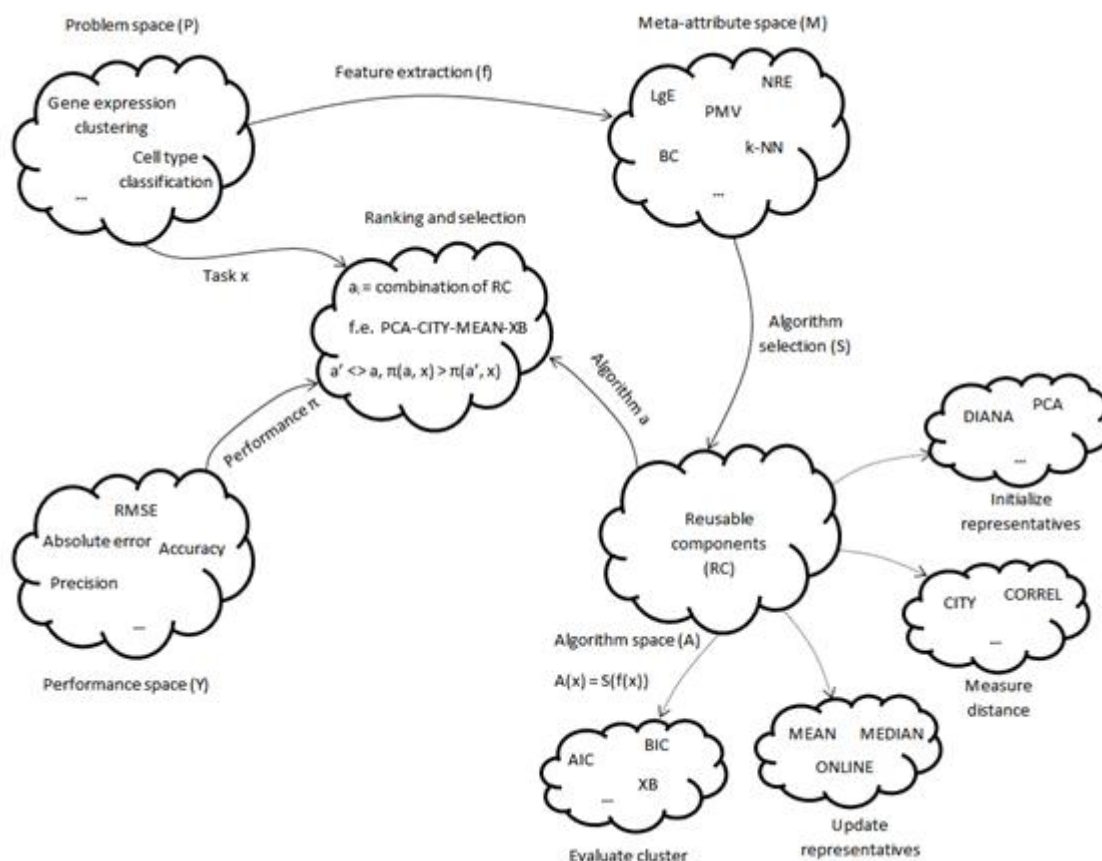 Problem space (P)
Meta-attribute space (M)
Feature extraction (f)
Gene expression
clustering
Cell type
classification
...
LgE
NRE
PMV
BC
k-NN
...
Ranking and selection
Task x
aᵢ = combination of RC
f.e. PCA-CITY-MEAN-XB
a' <> a, π(a, x) > π(a', x)
Algorithm
selection (S)
Algorithm a
Performance π
RMSE
Absolute error
Accuracy
Precision
...
Performance space (Y)
Reusable
components
(RC)
DIANA
PCA
...
Initialize
representatives
CITY
CORREL
...
Measure
distance
Algorithm space (A)
A(x) = S(f(x))
MEAN
MEDIAN
ONLINE
Update
representatives
AIC
BIC
XB
...
Evaluate cluster